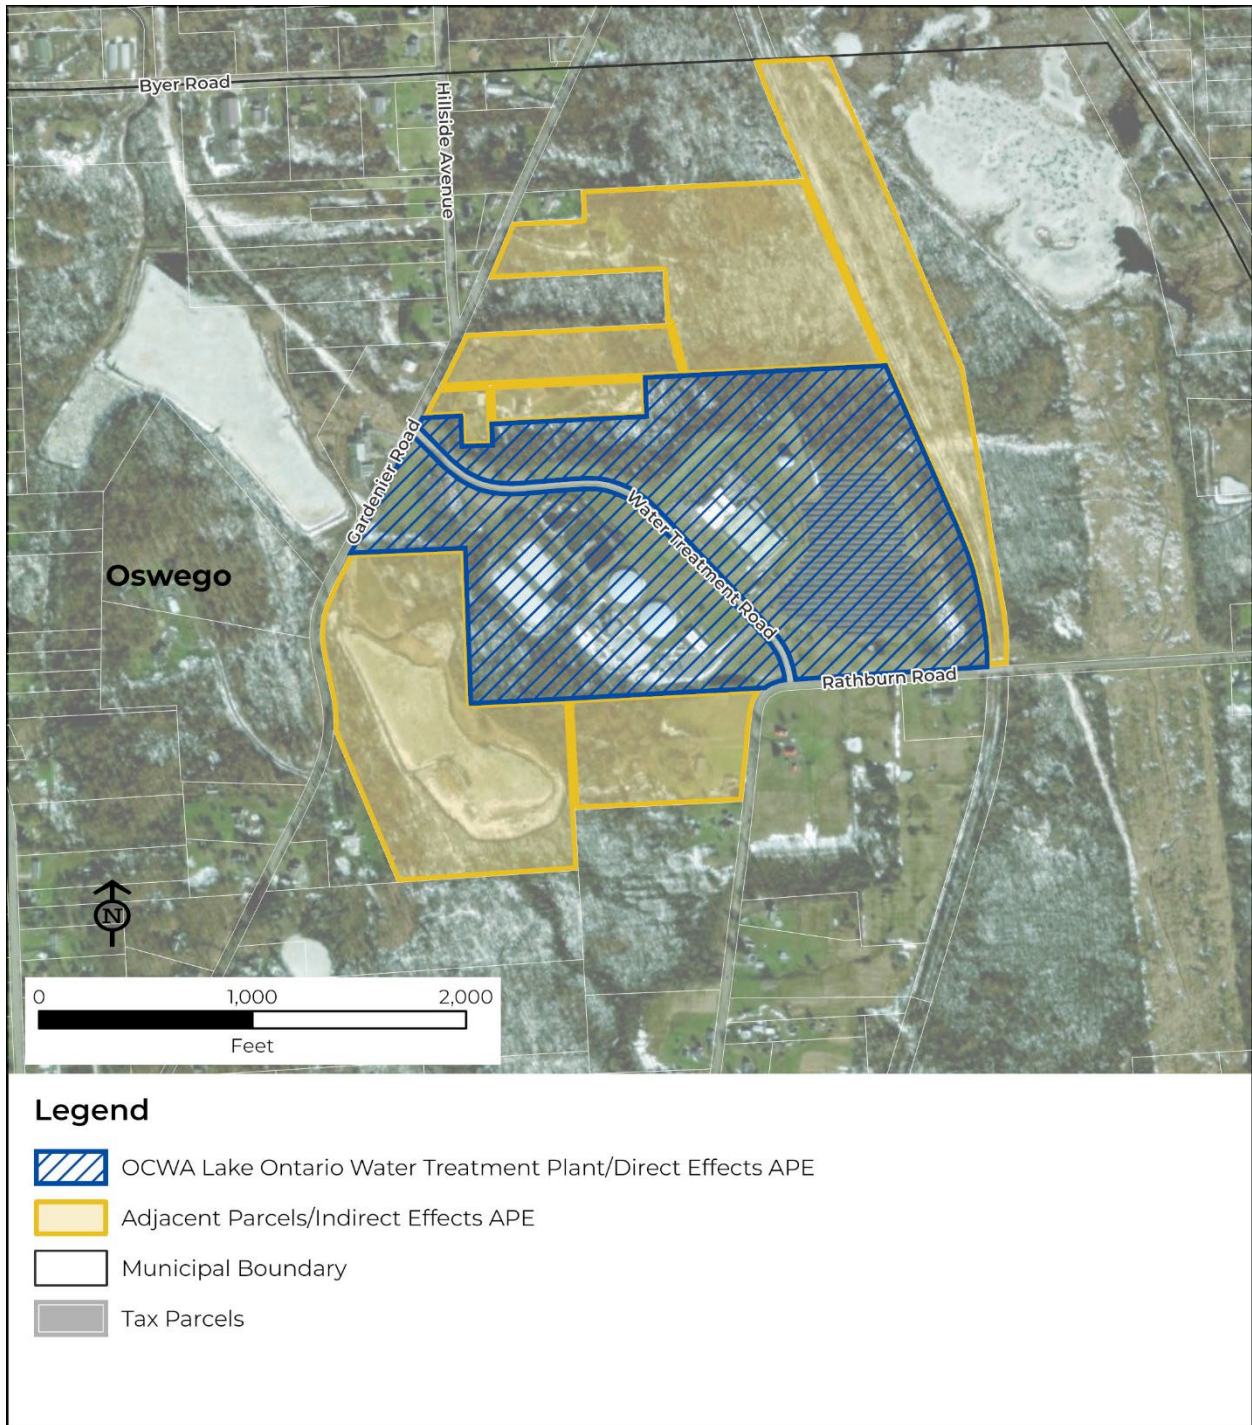 Byer Road
Hillside Avenue
Gardenier Road
Water Treatment Road
Oswego
Rathburn Road
N
0 1,000 2,000
Feet
Legend
OCWA Lake Ontario Water Treatment Plant/Direct Effects APE
Adjacent Parcels/Indirect Effects APE
Municipal Boundary
Tax Parcels